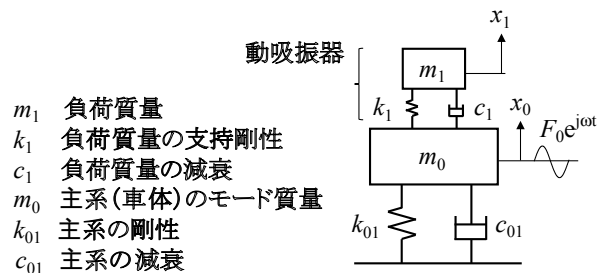 動吸振器
x1
m1
k1
c1
x0
F0e^jωt
m0
k01
c01
m1 負荷質量
k1 負荷質量の支持剛性
c1 負荷質量の減衰
m0 主系(車体)のモード質量
k01 主系の剛性
c01 主系の減衰